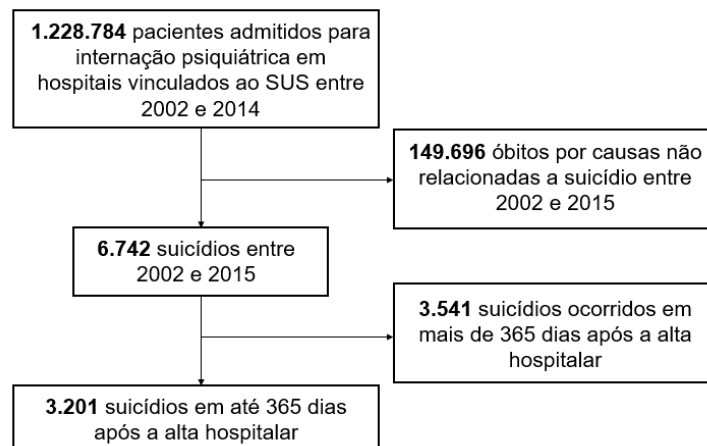 1.228.784 pacientes admitidos para
internação psiquiátrica em
hospitais vinculados ao SUS entre
2002 e 2014
149.696 óbitos por causas não
relacionadas a suicídio entre
2002 e 2015
6.742 suicídios entre
2002 e 2015
3.541 suicídios ocorridos em
mais de 365 dias após a alta
hospitalar
3.201 suicídios em até 365 dias
após a alta hospitalar